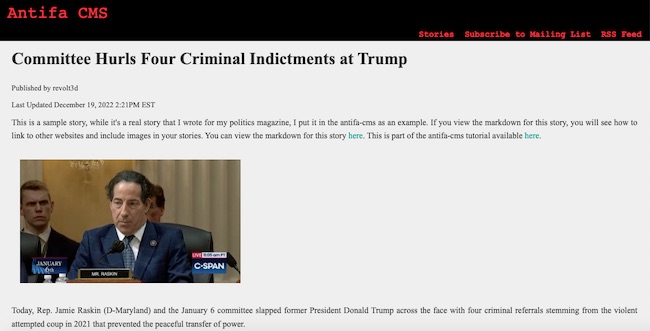 Antifa CMS
Stories Subscribe to Mailing List RSS Feed
Committee Hurls Four Criminal Indictments at Trump
Published by revolt3d
Last Updated December 19, 2022 2:21PM EST
This is a sample story, while it's a real story that I wrote for my politics magazine, I put it in the antifa-cms as an example. If you view the markdown for this story, you will see how to
link to other websites and include images in your stories. You can view the markdown for this story here. This is part of the antifa-cms tutorial available here.
JANUARY
6th
MR. RASKIN
LIVE
C-SPAN
Today, Rep. Jamie Raskin (D-Maryland) and the January 6 committee slapped former President Donald Trump across the face with four criminal referrals stemming from the violent
attempted coup in 2021 that prevented the peaceful transfer of power.